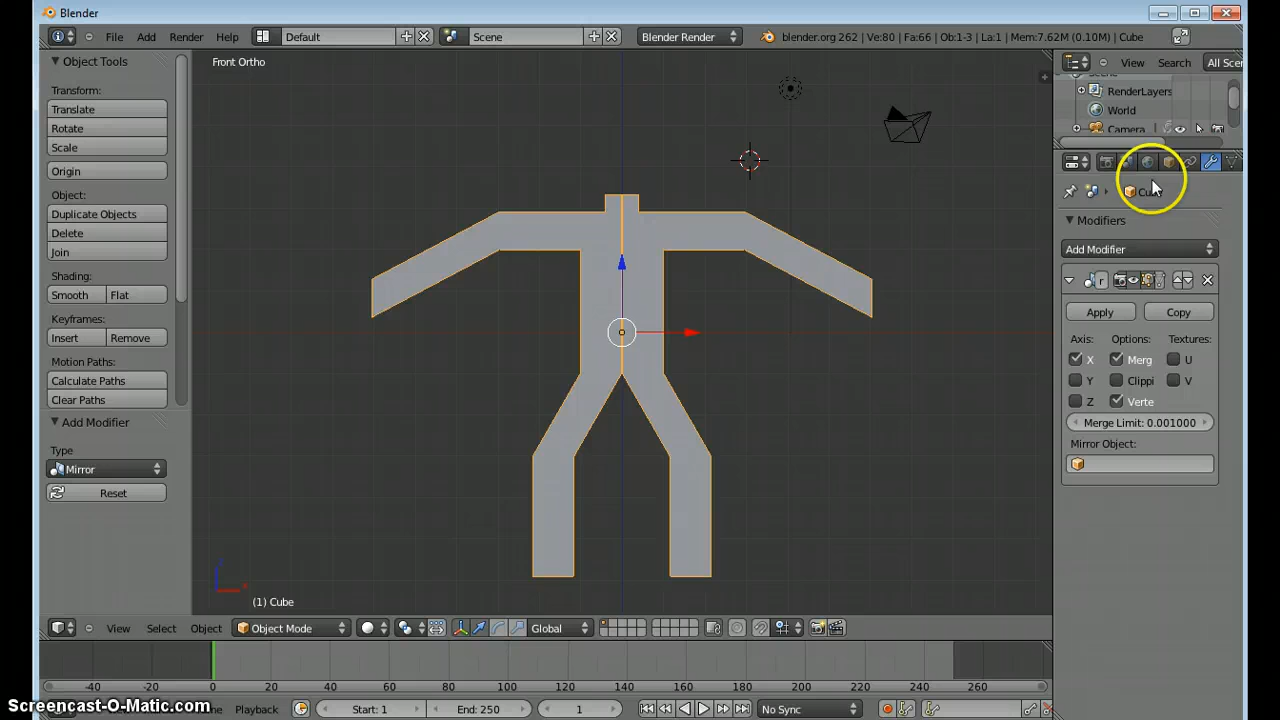 Blender
File Add Render Help Default Scene Blender Render blender.org 262 | Ve:80 | Fa:66 | Ob:1-3 | La:1 | Mem:7.62M (0.10M) | Cube
Object Tools
Transform:
Translate
Rotate
Scale
Origin
Object:
Duplicate Objects
Delete
Join
Shading:
Smooth Flat
Keyframes:
Insert Remove
Motion Paths:
Calculate Paths
Clear Paths
Add Modifier
Type
Mirror
Reset
Front Ortho
(1) Cube
View Search All Scen
RenderLayers
World
Camera
Modifiers
Add Modifier
Apply Copy
Axis: Options: Textures:
X Merg U
Y Clippi V
Z Verte
Merge Limit: 0.001000
Mirror Object:
View Select Object Object Mode Global
-40 -20 0 20 40 60 80 100 120 140 160 180 200 220 240 260
Playback Start: 1 End: 250 1 No Sync
Screencast-O-Matic.com